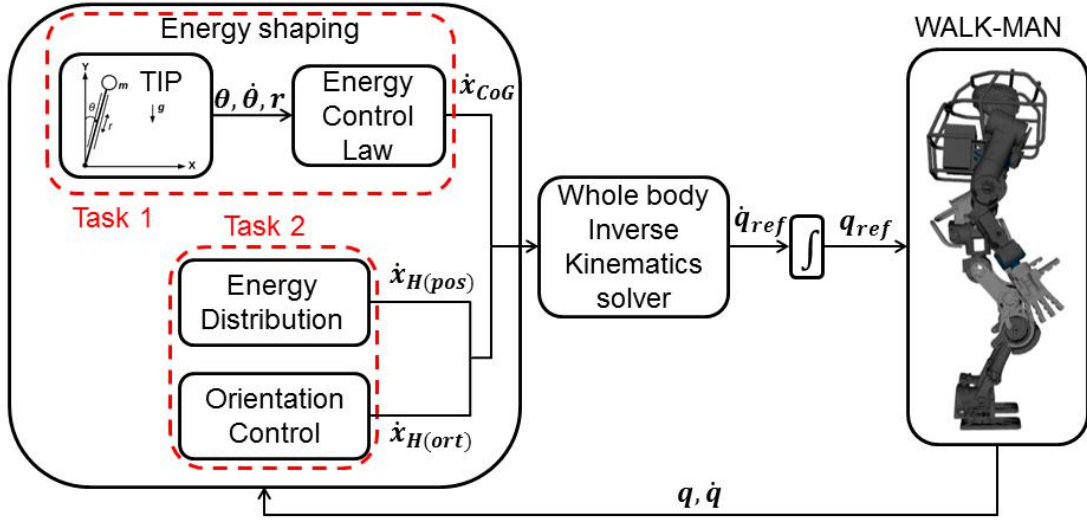 Energy shaping
WALK-MAN
Y
m
TIP
θ
g
r
X
θ, θ̇, r
Energy
Control
Law
ẋ_CoG
Task 1
Task 2
Energy
Distribution
ẋ_H(pos)
Orientation
Control
ẋ_H(ort)
Whole body
Inverse
Kinematics
solver
q̇_ref
∫
q_ref
q, q̇